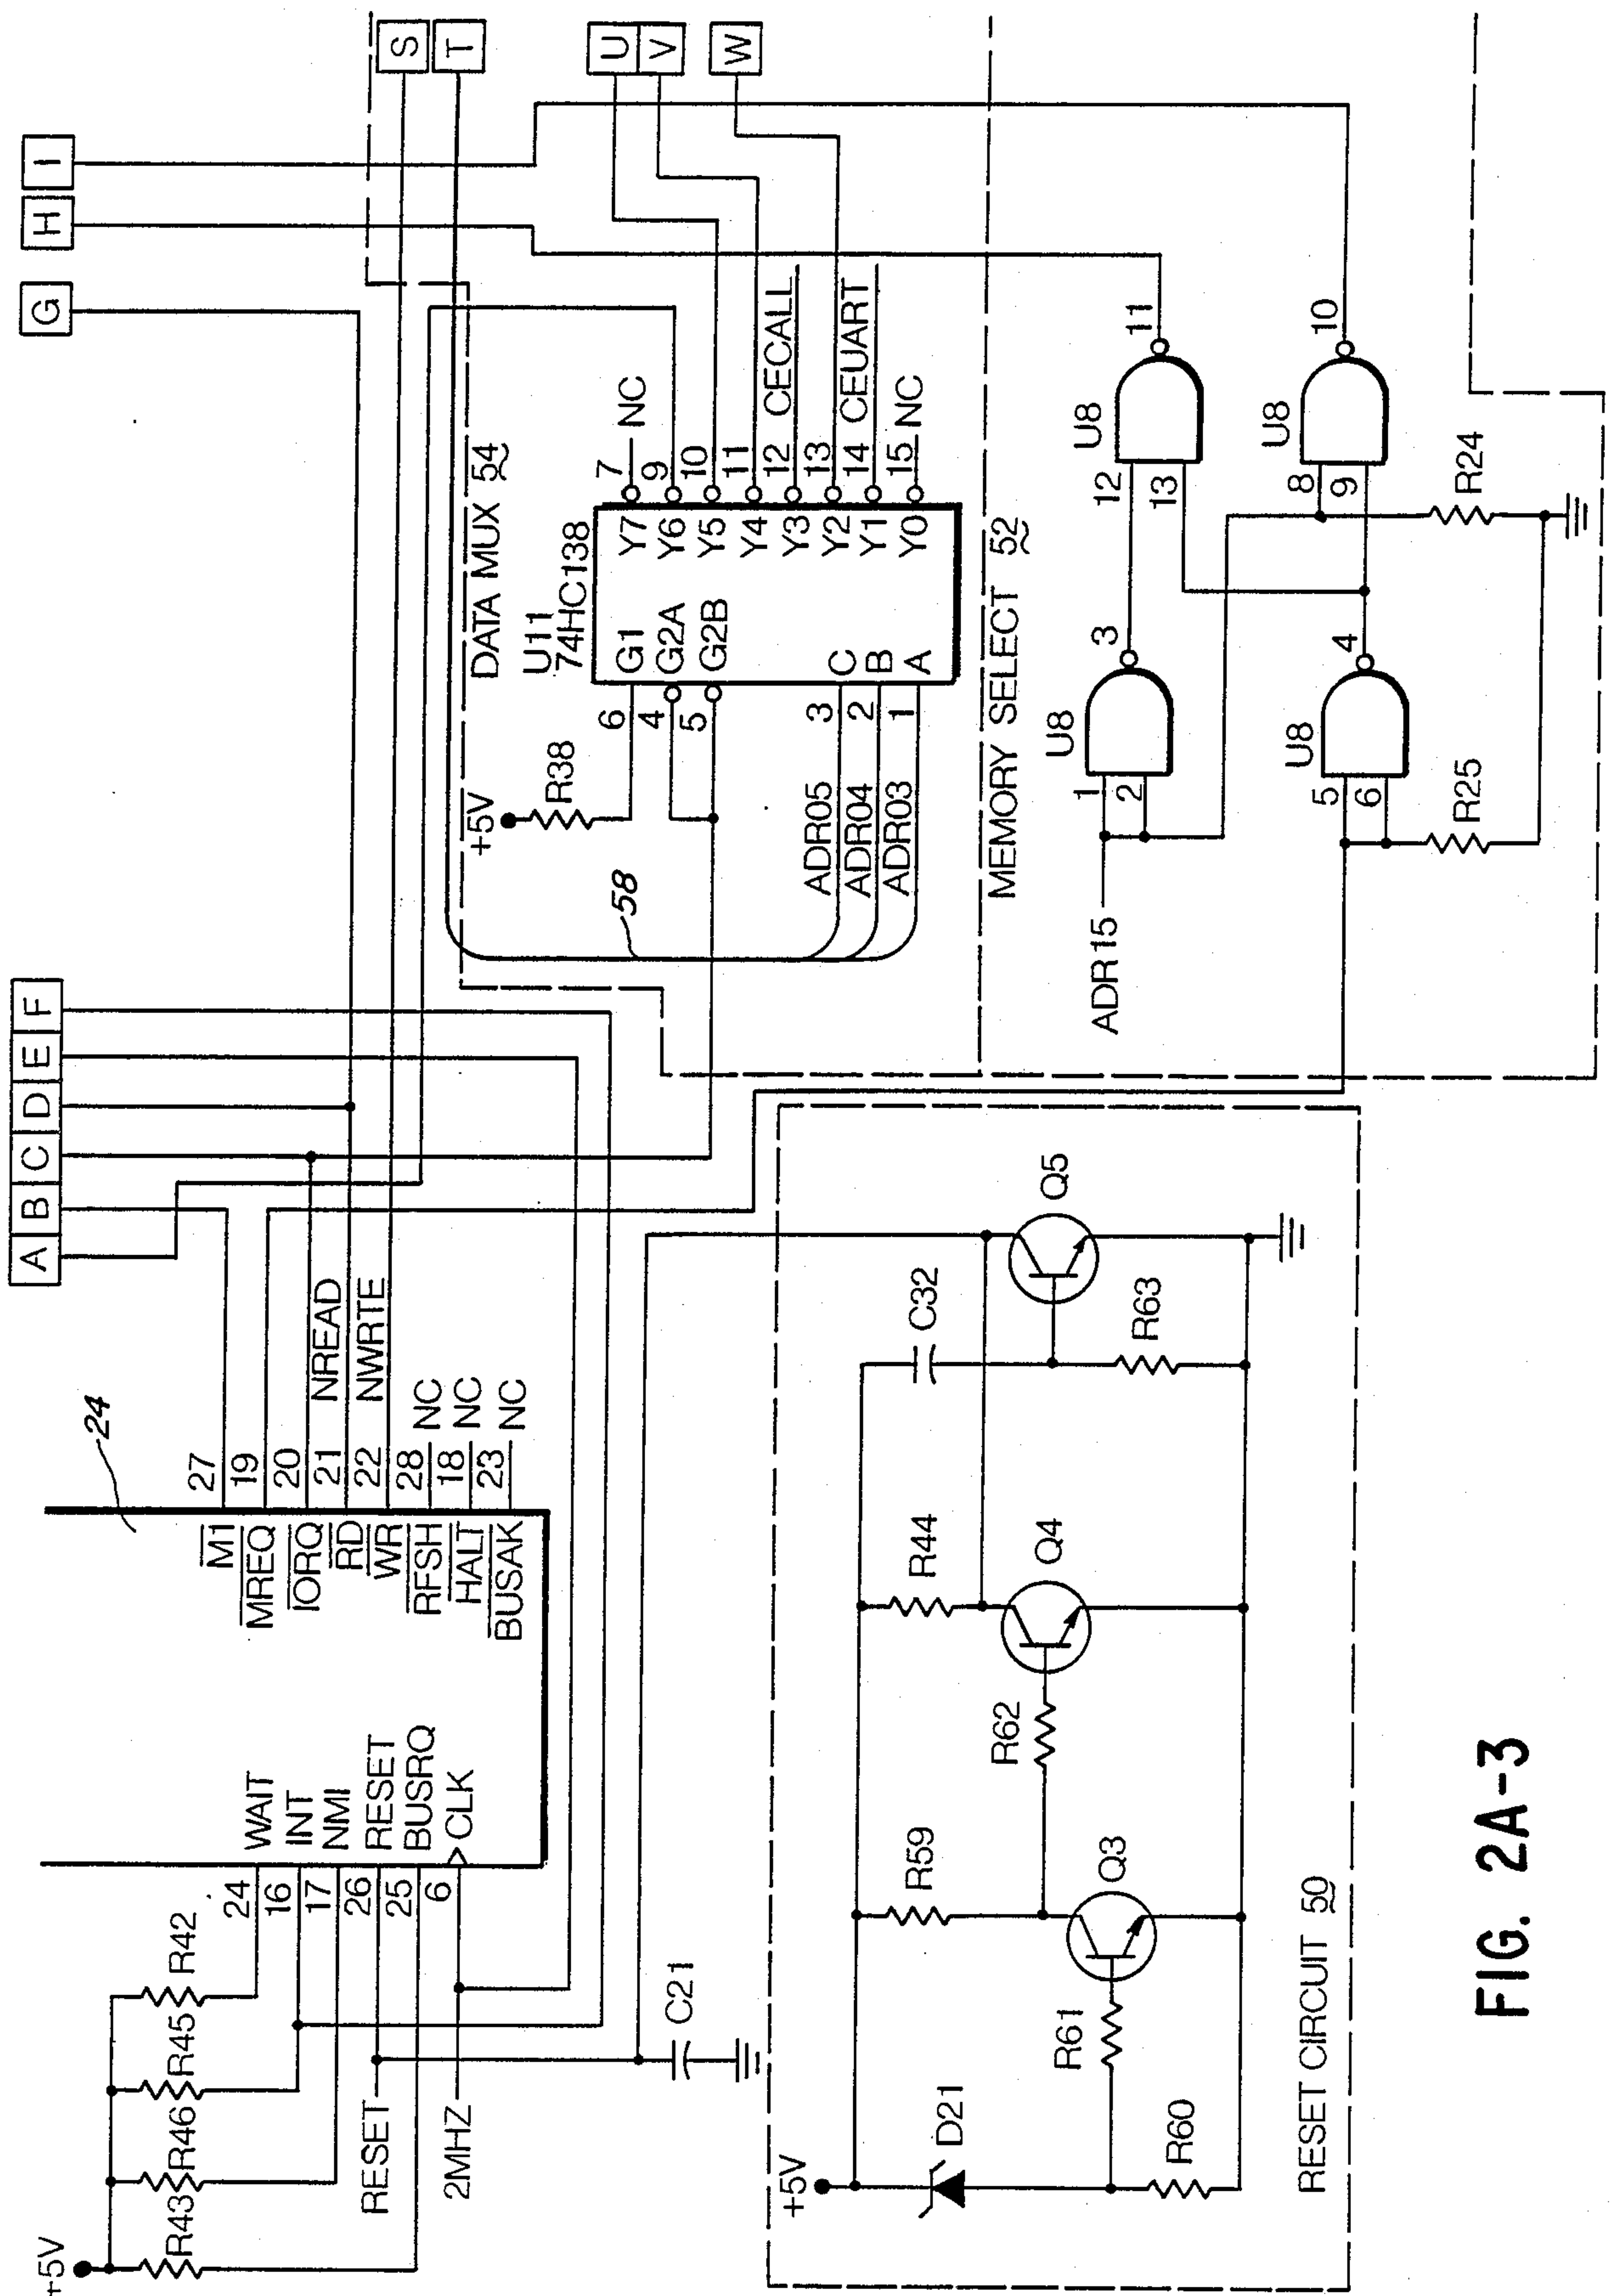 A B C D E F G H I
S
T
U
V
W
24
M1 27
MREQ 19
IORQ 20
RD 21 NREAD
WR 22 NWRTE
RFSH 28 NC
HALT 18 NC
BUSAK 23 NC
+5V
R43 R46 R45 R42
24 WAIT
16 INT
17 NMI
RESET 26 RESET
25 BUSRQ
2MHZ 6 CLK
C21
DATA MUX 54
U11
74HC138
+5V
R38
6 G1 Y7 7 NC
4 G2A Y6 9
5 G2B Y5 10
Y4 11
Y3 12 CECALL
ADR05 3 C Y2 13
ADR04 2 B Y1 14 CEUART
ADR03 1 A Y0 15 NC
58
MEMORY SELECT 52
ADR15
1
2
U8
3
12
13
U8
11
5
6
U8
4
8
9
U8
10
R25
R24
+5V
D21
R60
R61
Q3
R59
R62
Q4
R44
C32
R63
Q5
RESET CIRCUIT 50
FIG. 2A-3